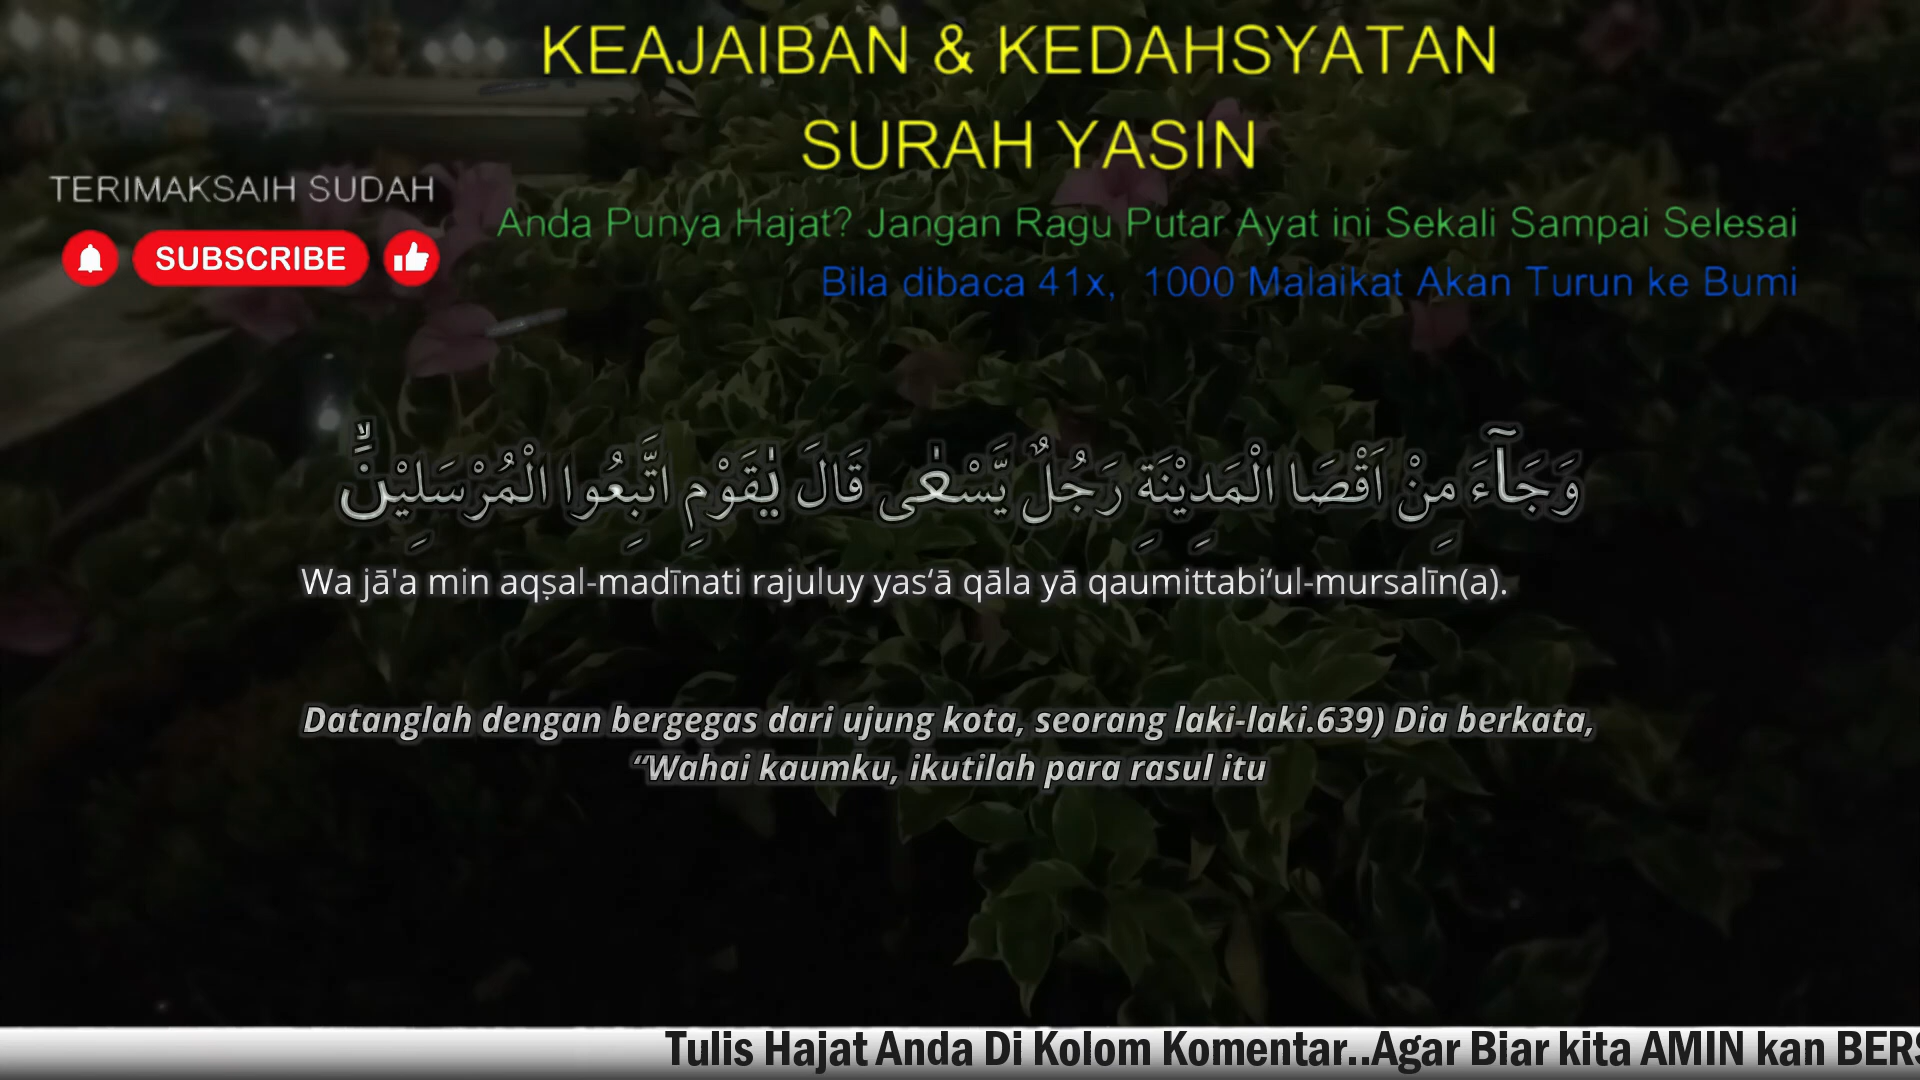 KEAJAIBAN & KEDAHSYATAN
SURAH YASIN
TERIMAKSAIH SUDAH
SUBSCRIBE
Anda Punya Hajat? Jangan Ragu Putar Ayat ini Sekali Sampai Selesai
Bila dibaca 41x, 1000 Malaikat Akan Turun ke Bumi
وَجَاۤءَ مِنْ اَقْصَا الْمَدِيْنَةِ رَجُلٌ يَّسْعٰى قَالَ يٰقَوْمِ اتَّبِعُوا الْمُرْسَلِيْنَۙ
Wa jā'a min aqṣal-madīnati rajuluy yas‘ā qāla yā qaumittabi‘ul-mursalīn(a).
Datanglah dengan bergegas dari ujung kota, seorang laki-laki.639) Dia berkata,
“Wahai kaumku, ikutilah para rasul itu
Tulis Hajat Anda Di Kolom Komentar..Agar Biar kita AMIN kan